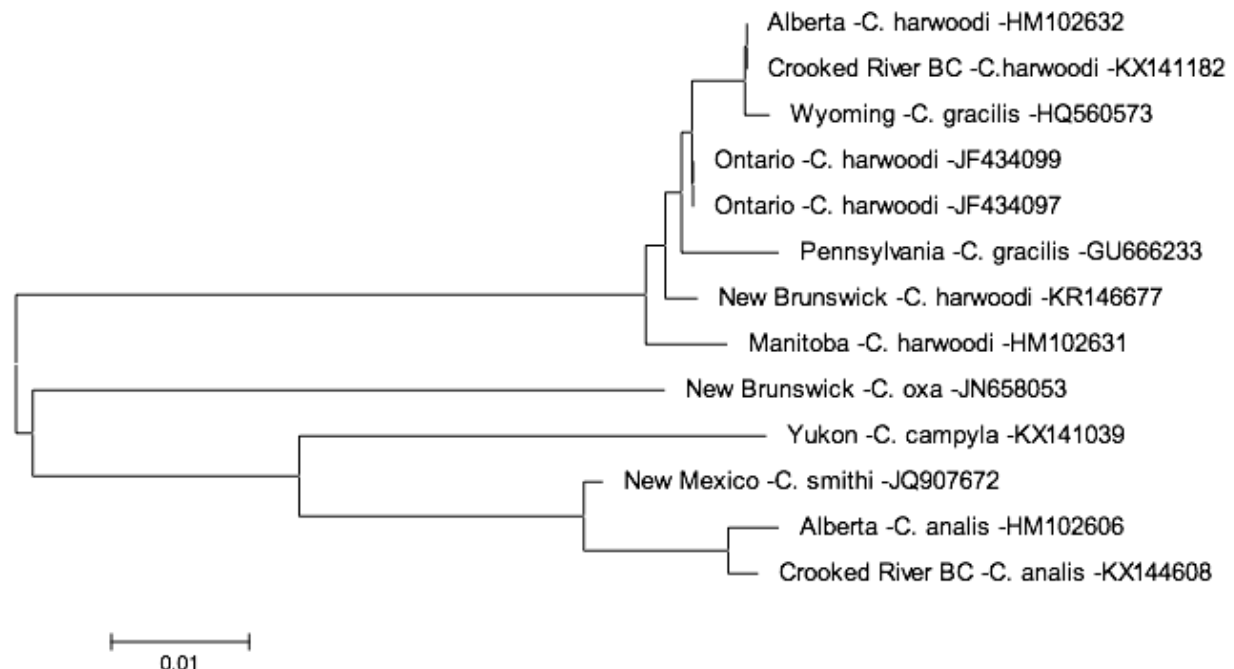 Alberta -C. harwoodi -HM102632
Crooked River BC -C.harwoodi -KX141182
Wyoming -C. gracilis -HQ560573
Ontario -C. harwoodi -JF434099
Ontario -C. harwoodi -JF434097
Pennsylvania -C. gracilis -GU666233
New Brunswick -C. harwoodi -KR146677
Manitoba -C. harwoodi -HM102631
New Brunswick -C. oxa -JN658053
Yukon -C. campyla -KX141039
New Mexico -C. smithi -JQ907672
Alberta -C. analis -HM102606
Crooked River BC -C. analis -KX144608
0.01